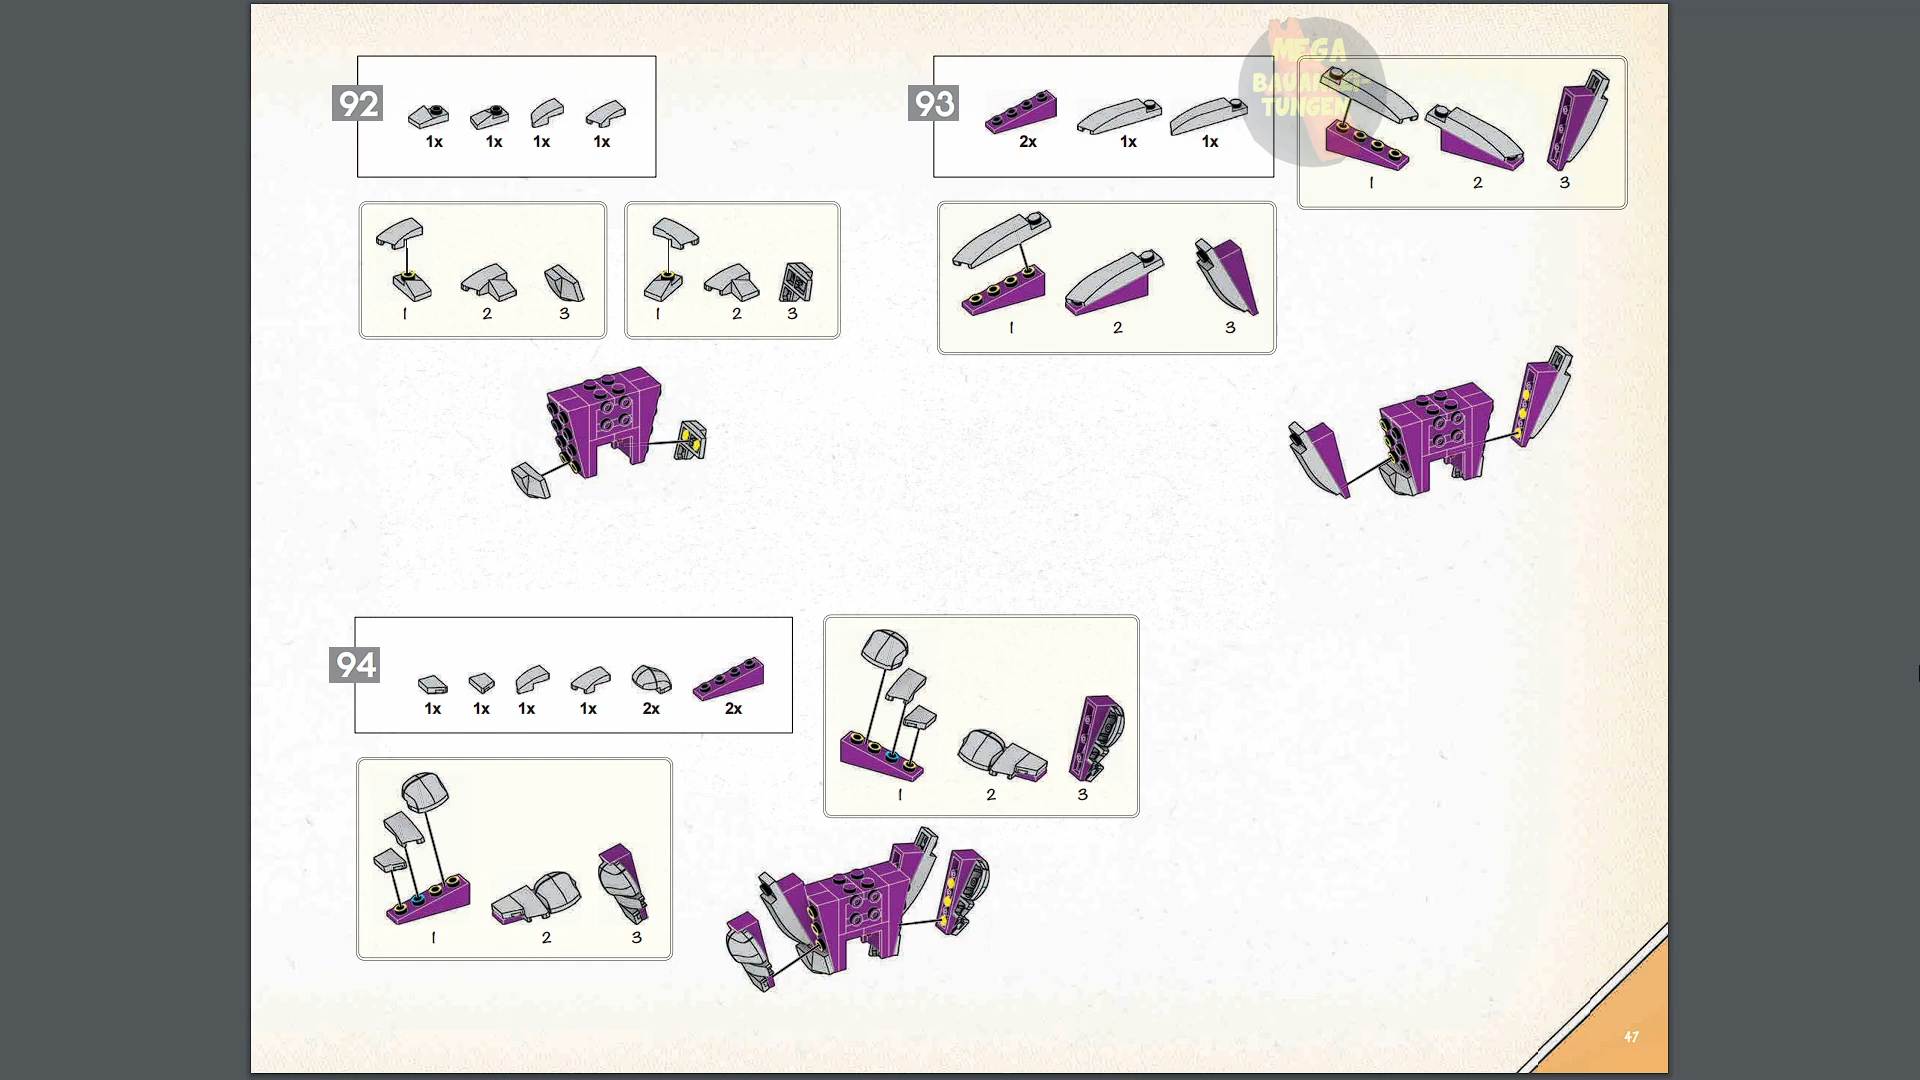 92
1x 1x 1x 1x
1 2 3
1 2 3
93
2x 1x 1x
MEGA
BAUANLEI-
TUNGEN
1 2 3
1 2 3
94
1x 1x 1x 1x 2x 2x
1 2 3
1 2 3
47